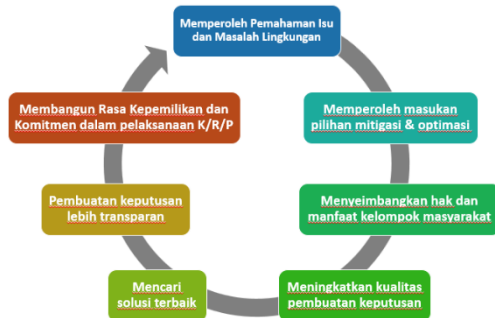 Memperoleh Pemahaman Isu
dan Masalah Lingkungan
Memperoleh masukan
pilihan mitigasi & optimasi
Menyeimbangkan hak dan
manfaat kelompok masyarakat
Meningkatkan kualitas
pembuatan keputusan
Mencari
solusi terbaik
Pembuatan keputusan
lebih transparan
Membangun Rasa Kepemilikan dan
Komitmen dalam pelaksanaan K/R/P